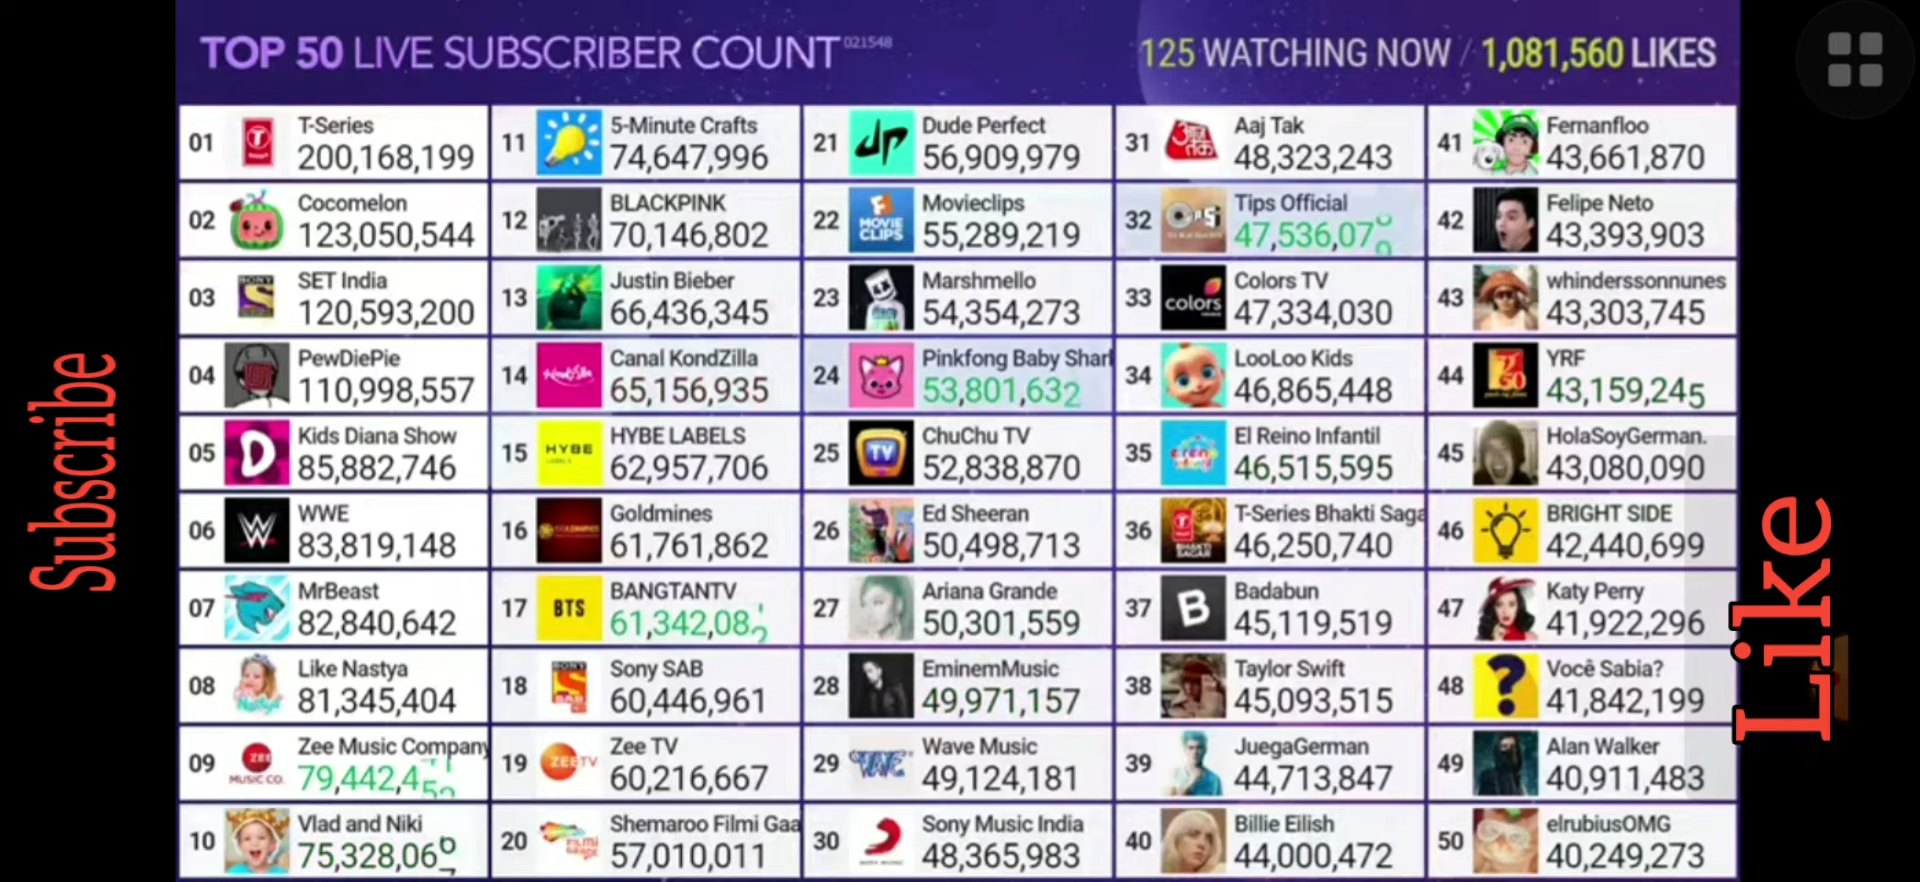 TOP 50 LIVE SUBSCRIBER COUNT 021548
125 WATCHING NOW / 1,081,560 LIKES
01 T-Series
200,168,199
02 Cocomelon
123,050,544
03 SET India
120,593,200
04 PewDiePie
110,998,557
05 Kids Diana Show
85,882,746
06 WWE
83,819,148
07 MrBeast
82,840,642
08 Like Nastya
81,345,404
09 Zee Music Company
79,442,4
10 Vlad and Niki
75,328,06
11 5-Minute Crafts
74,647,996
12 BLACKPINK
70,146,802
13 Justin Bieber
66,436,345
14 Canal KondZilla
65,156,935
15 HYBE LABELS
62,957,706
16 Goldmines
61,761,862
17 BANGTANTV
61,342,08
18 Sony SAB
60,446,961
19 Zee TV
60,216,667
20 Shemaroo Filmi Gaa
57,010,011
21 Dude Perfect
56,909,979
22 Movieclips
55,289,219
23 Marshmello
54,354,273
24 Pinkfong Baby Shar
53,801,632
25 ChuChu TV
52,838,870
26 Ed Sheeran
50,498,713
27 Ariana Grande
50,301,559
28 EminemMusic
49,971,157
29 Wave Music
49,124,181
30 Sony Music India
48,365,983
31 Aaj Tak
48,323,243
32 Tips Official
47,536,07
33 Colors TV
47,334,030
34 LooLoo Kids
46,865,448
35 El Reino Infantil
46,515,595
36 T-Series Bhakti Saga
46,250,740
37 Badabun
45,119,519
38 Taylor Swift
45,093,515
39 JuegaGerman
44,713,847
40 Billie Eilish
44,000,472
41 Fernanfloo
43,661,870
42 Felipe Neto
43,393,903
43 whinderssonnunes
43,303,745
44 YRF
43,159,245
45 HolaSoyGerman.
43,080,090
46 BRIGHT SIDE
42,440,699
47 Katy Perry
41,922,296
48 Você Sabia?
41,842,199
49 Alan Walker
40,911,483
50 elrubiusOMG
40,249,273
Subscribe
Like